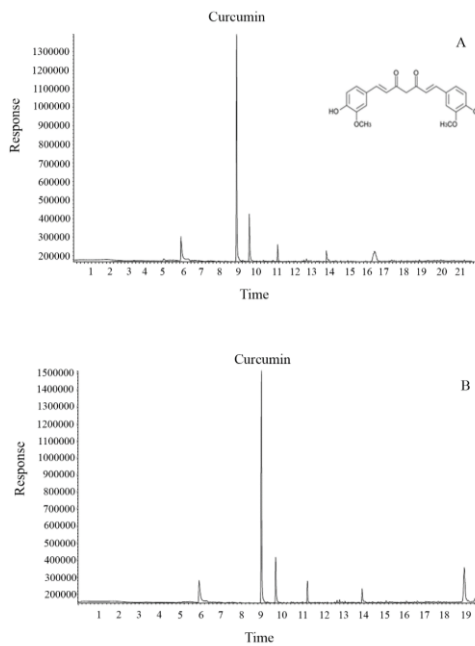 Curcumin
A
1300000
1200000
1100000
1000000
900000
800000
700000
600000
500000
400000
300000
200000
Response
1 2 3 4 5 6 7 8 9 10 11 12 13 14 15 16 17 18 19 20 21
Time
O O
HO
OCH₃
H₃CO
Curcumin
B
1500000
1400000
1300000
1200000
1100000
1000000
900000
800000
700000
600000
500000
400000
300000
200000
Response
1 2 3 4 5 6 7 8 9 10 11 12 13 14 15 16 17 18 19
Time